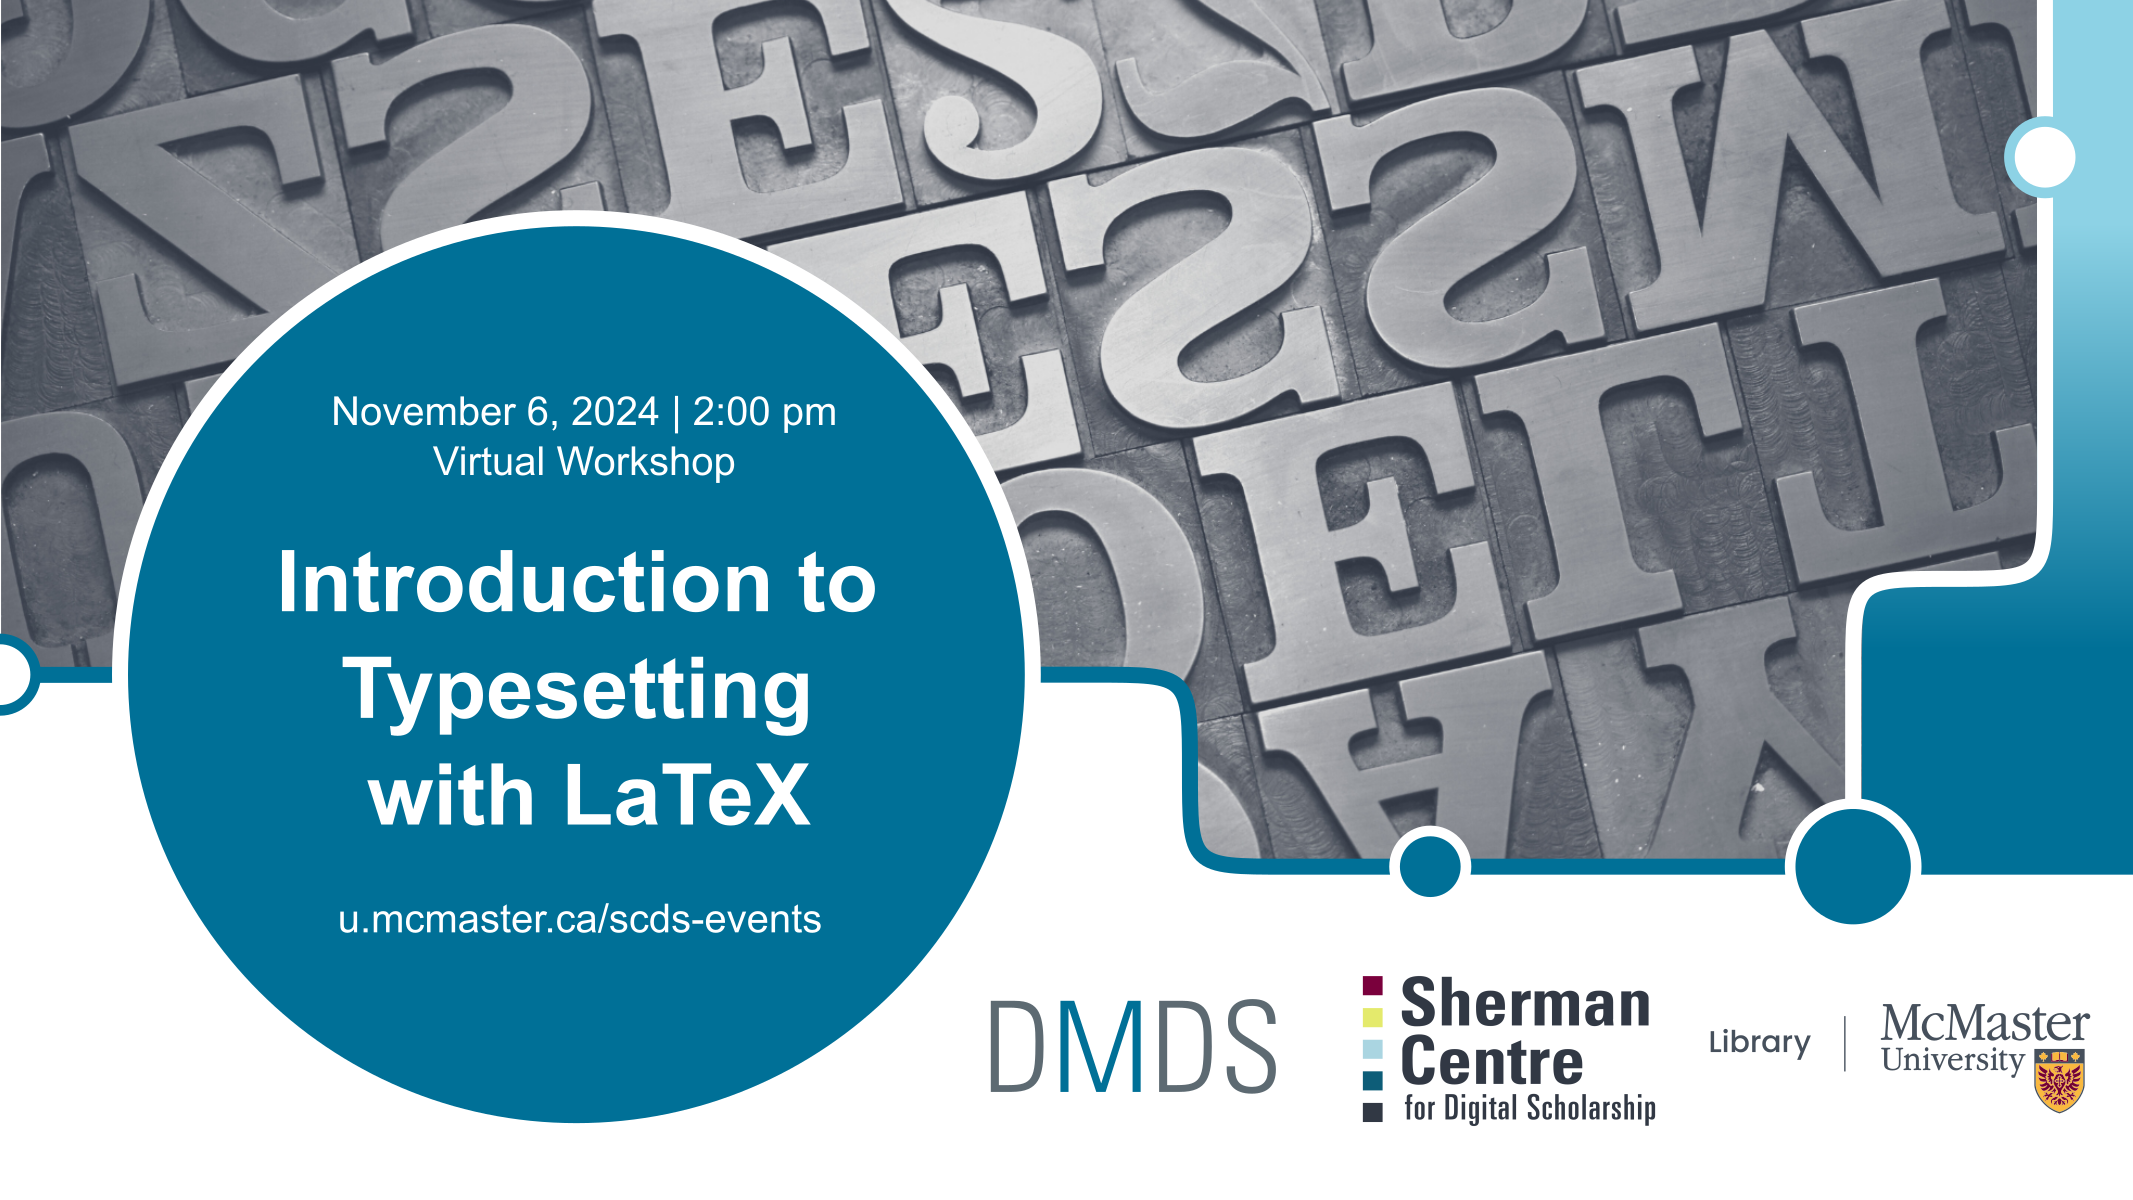 November 6, 2024 | 2:00 pm
Virtual Workshop
Introduction to
Typesetting
with LaTeX
u.mcmaster.ca/scds-events
DMDS
Sherman
Centre
for Digital Scholarship
Library
McMaster
University